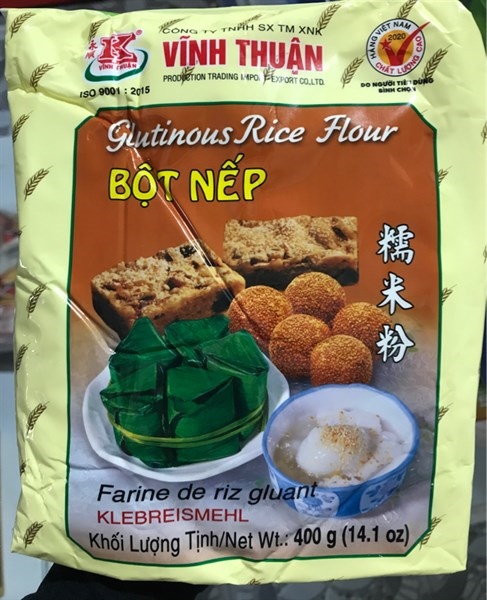 CÔNG TY TNHH SX TM XNK
VĨNH THUẬN
PRODUCTION TRADING IMPORT EXPORT CO.,LTD.
K
VĨNH THUẬN
ISO 9001 : 2015
HÀNG VIỆT NAM
2020
CHẤT LƯỢNG CAO
DO NGƯỜI TIÊU DÙNG
BÌNH CHỌN
Glutinous Rice Flour
BỘT NẾP
糯米粉
Farine de riz gluant
KLEBREISMEHL
Khối Lượng Tịnh/Net Wt.: 400 g (14.1 oz)